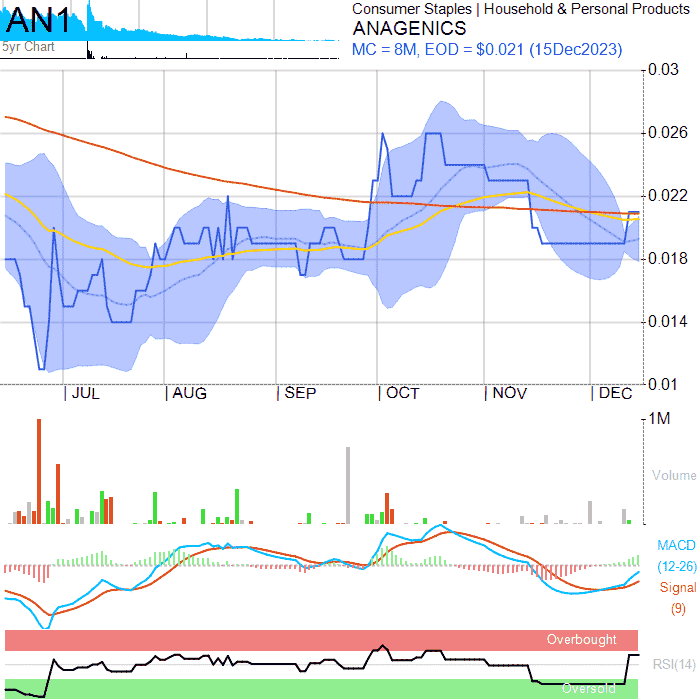 AN1
5yr Chart
Consumer Staples | Household & Personal Products
ANAGENICS
MC = 8M, EOD = $0.021 (15Dec2023)
0.03
0.026
0.022
0.018
0.014
0.01
| JUL | AUG | SEP | OCT | NOV | DEC
1M
Volume
MACD
(12-26)
Signal
(9)
Overbought
RSI(14)
Oversold